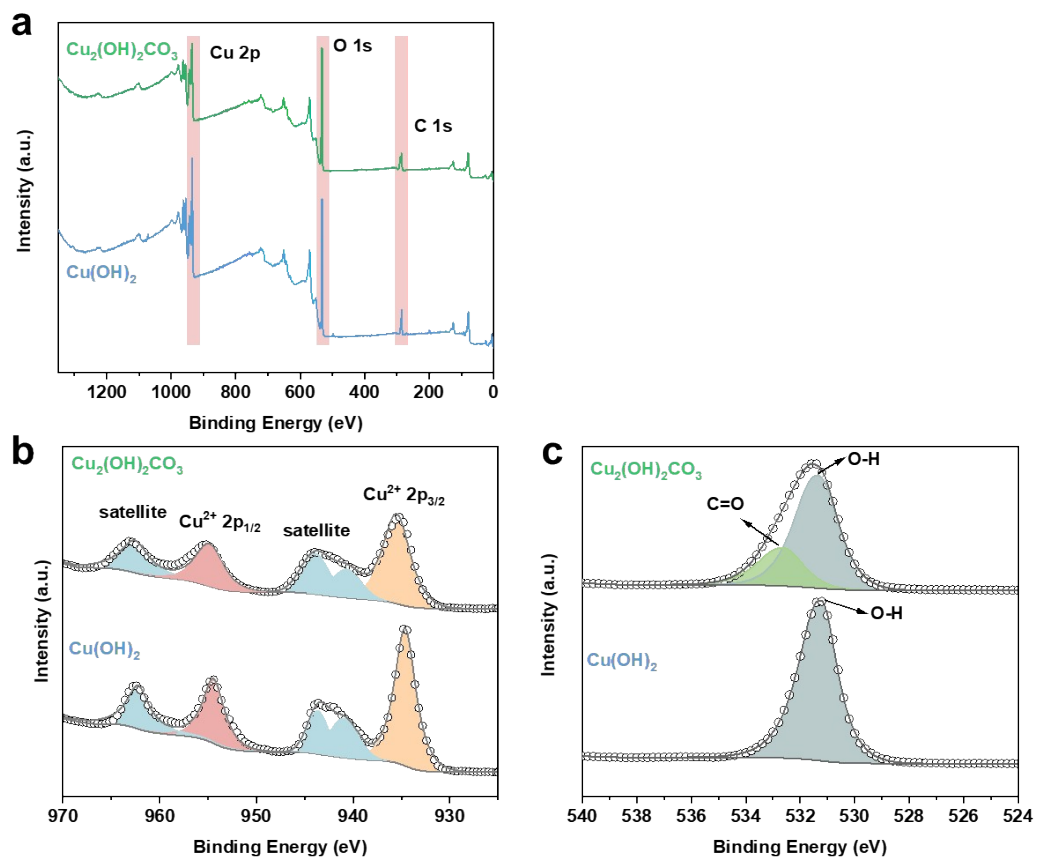 a
Cu₂(OH)₂CO₃
Cu 2p
O 1s
C 1s
Cu(OH)₂
Intensity (a.u.)
1200 1000 800 600 400 200 0
Binding Energy (eV)
b
Cu₂(OH)₂CO₃
satellite
Cu²⁺ 2p₁/₂
satellite
Cu²⁺ 2p₃/₂
Cu(OH)₂
Intensity (a.u.)
970 960 950 940 930
Binding Energy (eV)
c
Cu₂(OH)₂CO₃
O-H
C=O
O-H
Cu(OH)₂
Intensity (a.u.)
540 538 536 534 532 530 528 526 524
Binding Energy (eV)